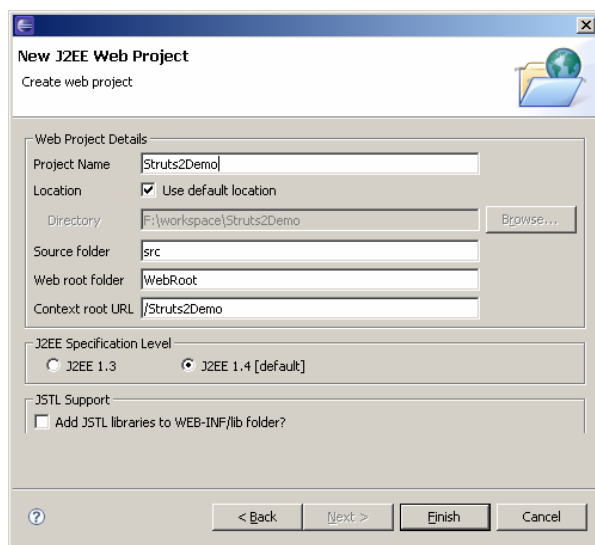 New J2EE Web Project
Create web project
Web Project Details
Project Name Struts2Demo
Location Use default location
Directory F:\workspace\Struts2Demo Browse...
Source folder src
Web root folder WebRoot
Context root URL /Struts2Demo
J2EE Specification Level
J2EE 1.3 J2EE 1.4 [default]
JSTL Support
Add JSTL libraries to WEB-INF/lib folder?
? < Back Next > Finish Cancel